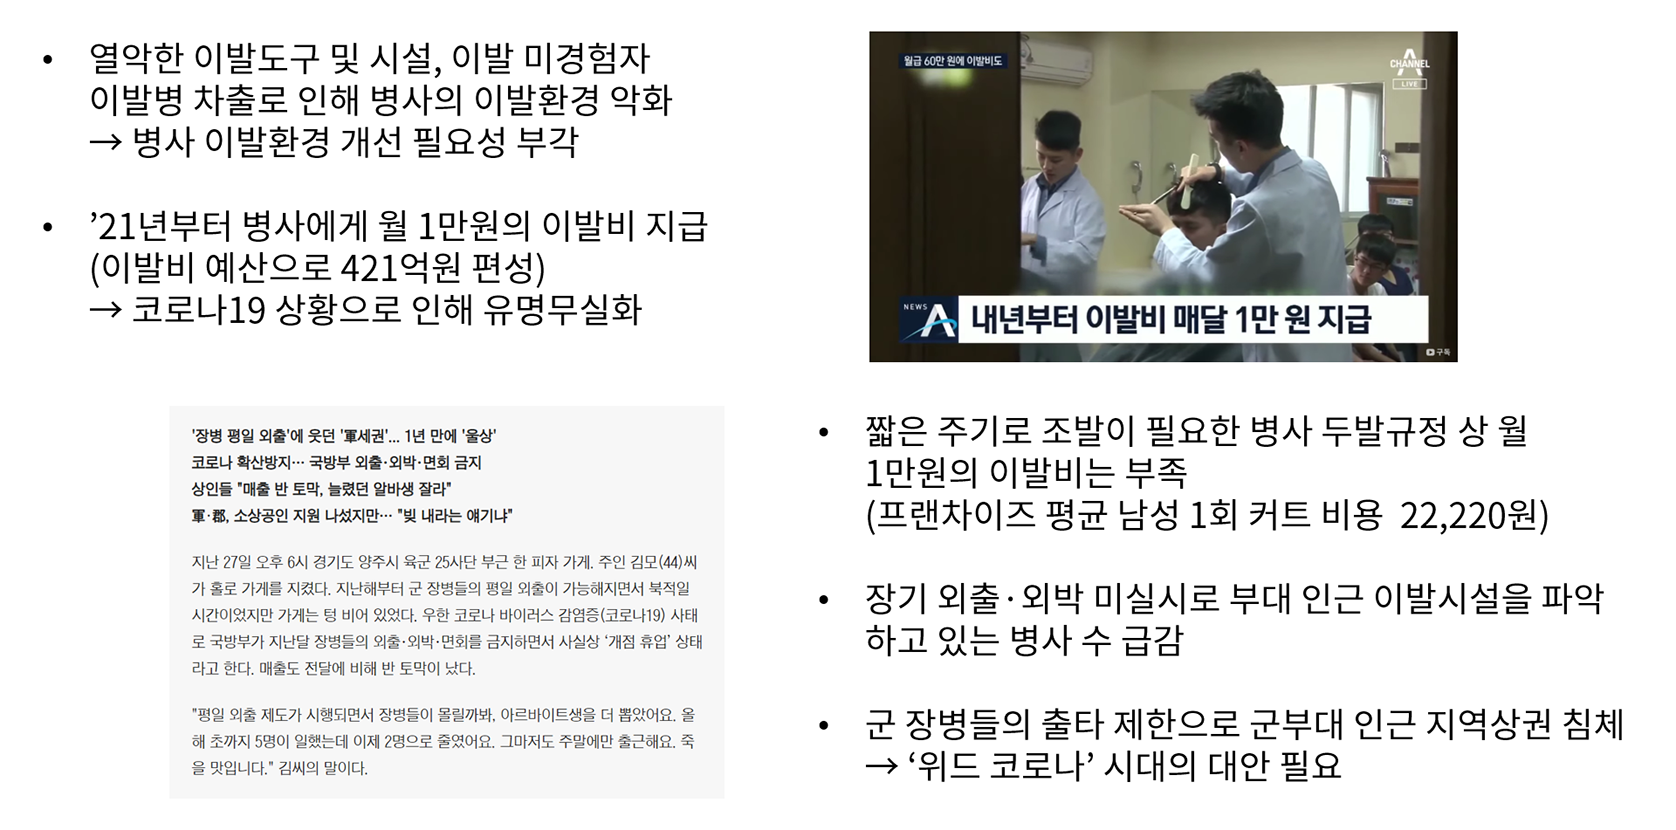 • 열악한 이발도구 및 시설, 이발 미경험자
이발병 차출로 인해 병사의 이발환경 악화
→ 병사 이발환경 개선 필요성 부각
• ’21년부터 병사에게 월 1만원의 이발비 지급
(이발비 예산으로 421억원 편성)
→ 코로나19 상황으로 인해 유명무실화
월급 60만 원에 이발비도
CHANNEL A
LIVE
NEWS A
내년부터 이발비 매달 1만 원 지급
구독
'장병 평일 외출'에 웃던 '軍세권'... 1년 만에 '울상'
코로나 확산방지… 국방부 외출·외박·면회 금지
상인들 "매출 반 토막, 늘렸던 알바생 잘라"
軍·郡, 소상공인 지원 나섰지만… "빚 내라는 얘기냐"
지난 27일 오후 6시 경기도 양주시 육군 25사단 부근 한 피자 가게. 주인 김모(44)씨
가 홀로 가게를 지켰다. 지난해부터 군 장병들의 평일 외출이 가능해지면서 북적일
시간이었지만 가게는 텅 비어 있었다. 우한 코로나 바이러스 감염증(코로나19) 사태
로 국방부가 지난달 장병들의 외출·외박·면회를 금지하면서 사실상 ‘개점 휴업’ 상태
라고 한다. 매출도 전달에 비해 반 토막이 났다.
"평일 외출 제도가 시행되면서 장병들이 몰릴까봐, 아르바이트생을 더 뽑았어요. 올
해 초까지 5명이 일했는데 이제 2명으로 줄였어요. 그마저도 주말에만 출근해요. 죽
을 맛입니다." 김씨의 말이다.
• 짧은 주기로 조발이 필요한 병사 두발규정 상 월
1만원의 이발비는 부족
(프랜차이즈 평균 남성 1회 커트 비용 22,220원)
• 장기 외출·외박 미실시로 부대 인근 이발시설을 파악
하고 있는 병사 수 급감
• 군 장병들의 출타 제한으로 군부대 인근 지역상권 침체
→ ‘위드 코로나’ 시대의 대안 필요